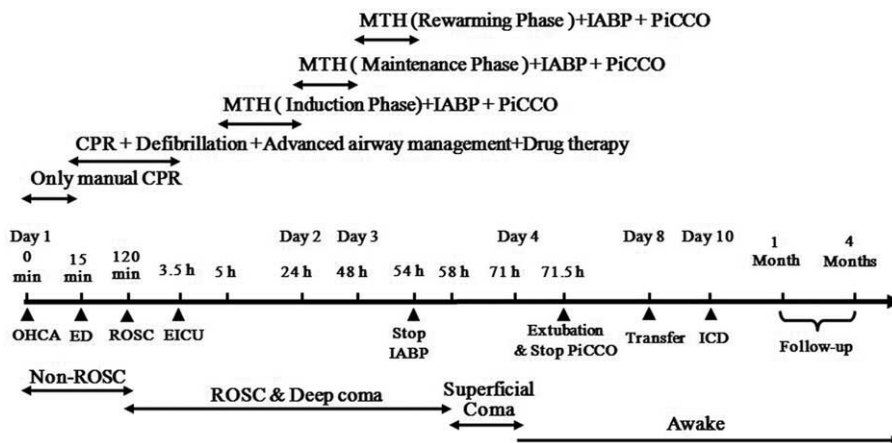 MTH (Rewarming Phase)+IABP + PiCCO
MTH ( Maintenance Phase)+IABP + PiCCO
MTH ( Induction Phase)+IABP + PiCCO
CPR + Defibrillation +Advanced airway management+Drug therapy
Only manual CPR
Day 1 Day 2 Day 3 Day 4 Day 8 Day 10 1 Month 4 Months
0 min 15 min 120 min 3.5 h 5 h 24 h 48 h 54 h 58 h 71 h 71.5 h
OHCA ED ROSC EICU Stop IABP Extubation & Stop PiCCO Transfer ICD Follow-up
Non-ROSC
ROSC & Deep coma
Superficial Coma
Awake